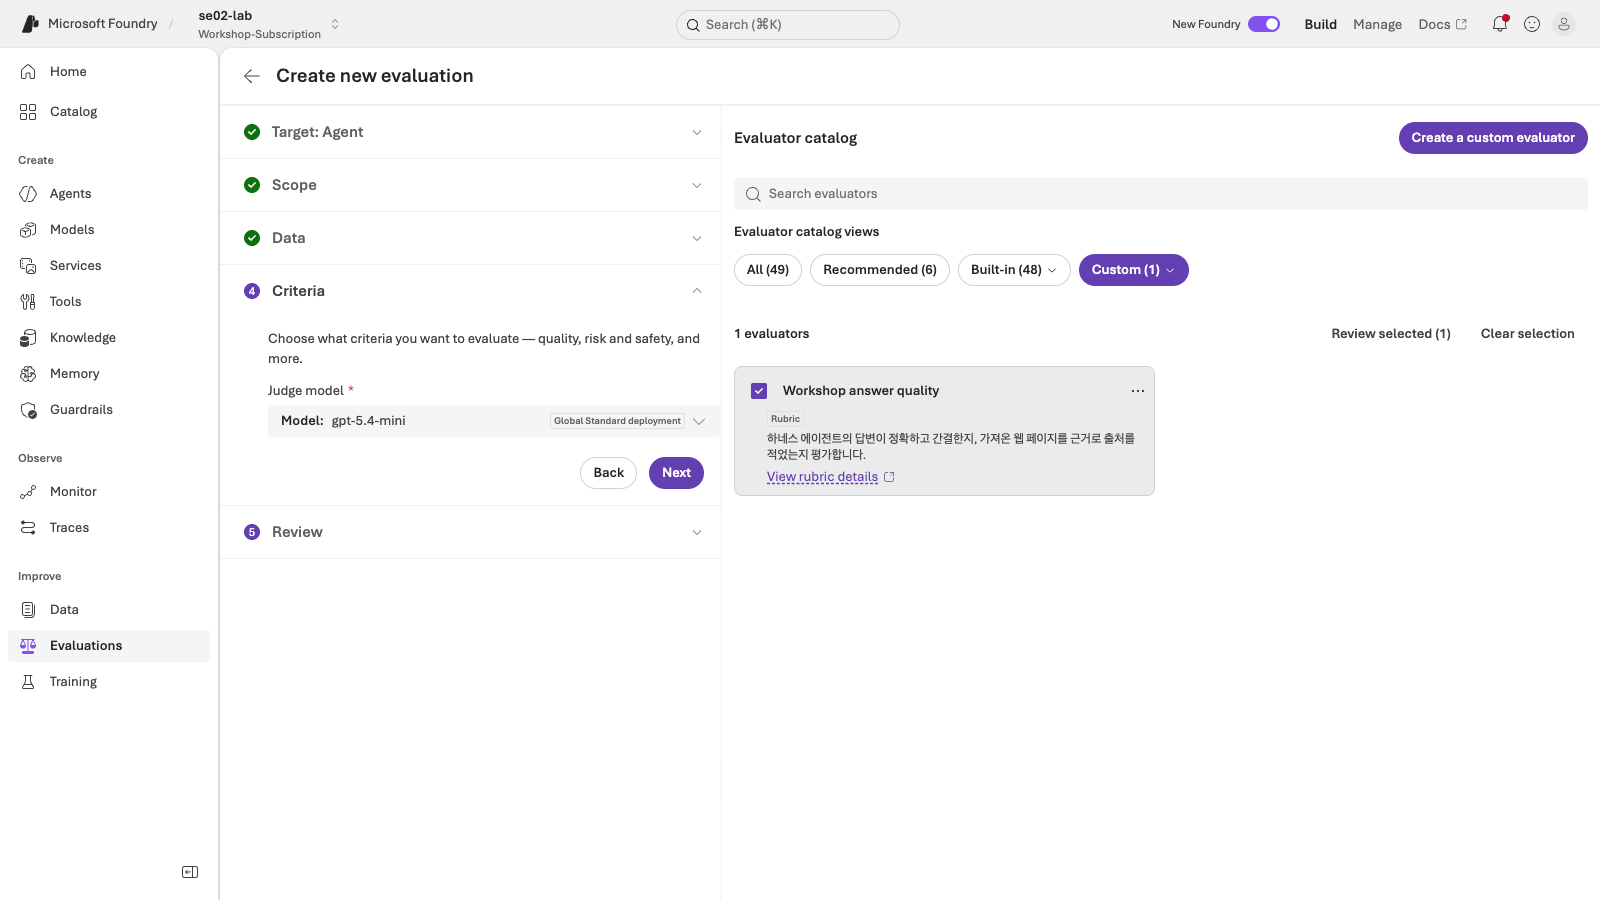 Microsoft Foundry
/
se02-lab
Workshop-Subscription
Search (⌘K)
New Foundry
Build
Manage
Docs
Home
Catalog
Create
Agents
Models
Services
Tools
Knowledge
Memory
Guardrails
Observe
Monitor
Traces
Improve
Data
Evaluations
Training
Create new evaluation
Target: Agent
Scope
Data
4 Criteria
Choose what criteria you want to evaluate — quality, risk and safety, and
more.
Judge model *
Model: gpt-5.4-mini Global Standard deployment
Back Next
5 Review
Evaluator catalog
Create a custom evaluator
Search evaluators
Evaluator catalog views
All (49) Recommended (6) Built-in (48) Custom (1)
1 evaluators Review selected (1) Clear selection
Workshop answer quality
Rubric
하네스 에이전트의 답변이 정확하고 간결한지, 가져온 웹 페이지를 근거로 출처를
적었는지 평가합니다.
View rubric details